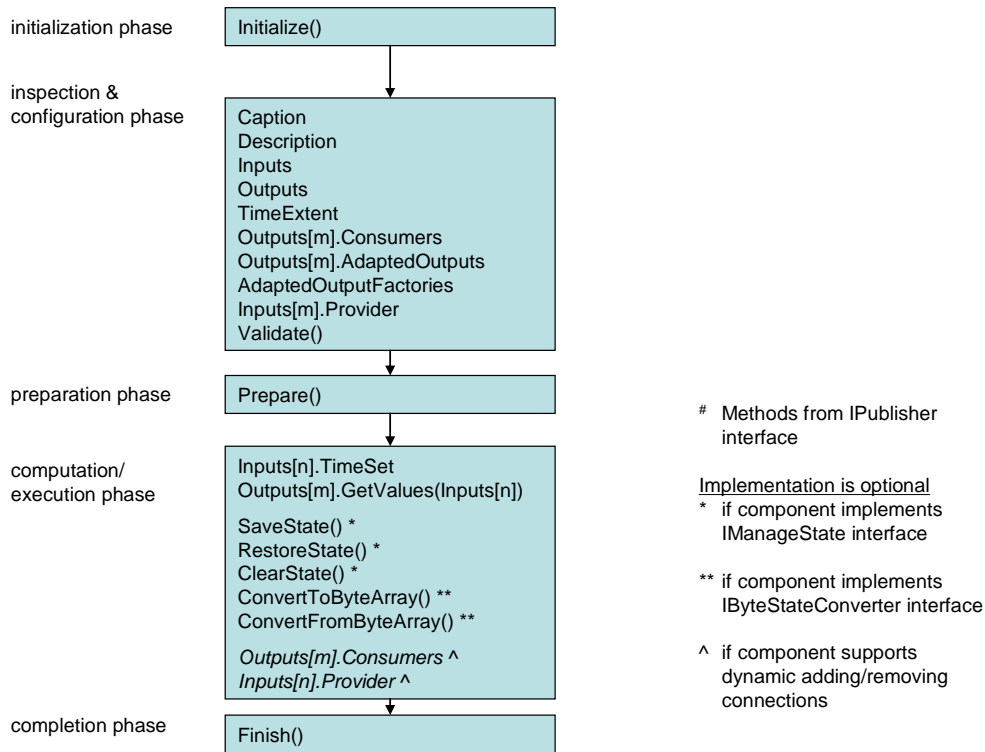 initialization phase
Initialize()
inspection &
configuration phase
Caption
Description
Inputs
Outputs
TimeExtent
Outputs[m].Consumers
Outputs[m].AdaptedOutputs
AdaptedOutputFactories
Inputs[m].Provider
Validate()
preparation phase
Prepare()
computation/
execution phase
Inputs[n].TimeSet
Outputs[m].GetValues(Inputs[n])
SaveState() *
RestoreState() *
ClearState() *
ConvertToByteArray() **
ConvertFromByteArray() **
Outputs[m].Consumers ^
Inputs[n].Provider ^
completion phase
Finish()
# Methods from IPublisher
interface
Implementation is optional
* if component implements
IManageState interface
** if component implements
IByteStateConverter interface
^ if component supports
dynamic adding/removing
connections